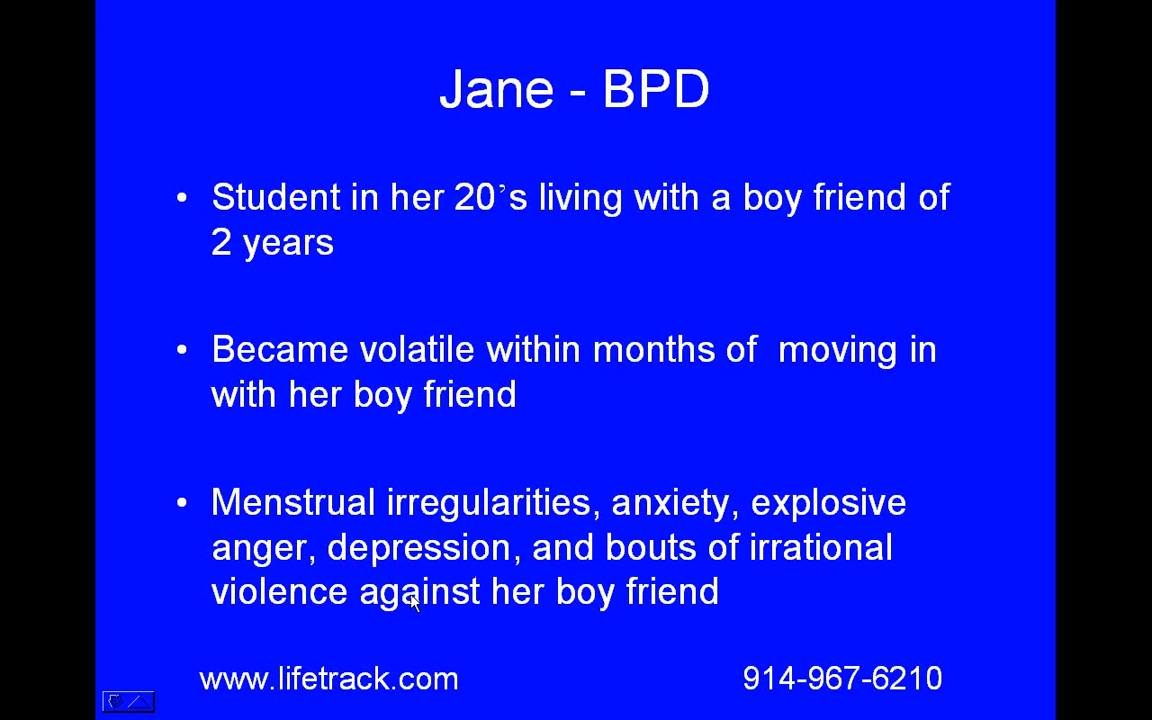 Jane - BPD
• Student in her 20’s living with a boy friend of
2 years
• Became volatile within months of  moving in
with her boy friend
• Menstrual irregularities, anxiety, explosive
anger, depression, and bouts of irrational
violence against her boy friend
www.lifetrack.com 914-967-6210